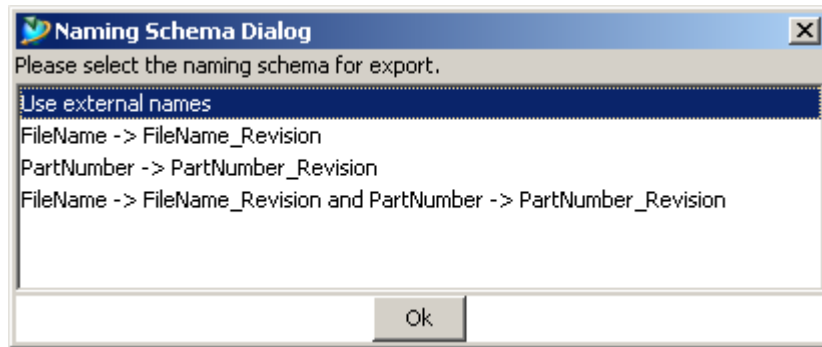 Naming Schema Dialog
Please select the naming schema for export.
Use external names
FileName -> FileName_Revision
PartNumber -> PartNumber_Revision
FileName -> FileName_Revision and PartNumber -> PartNumber_Revision
Ok